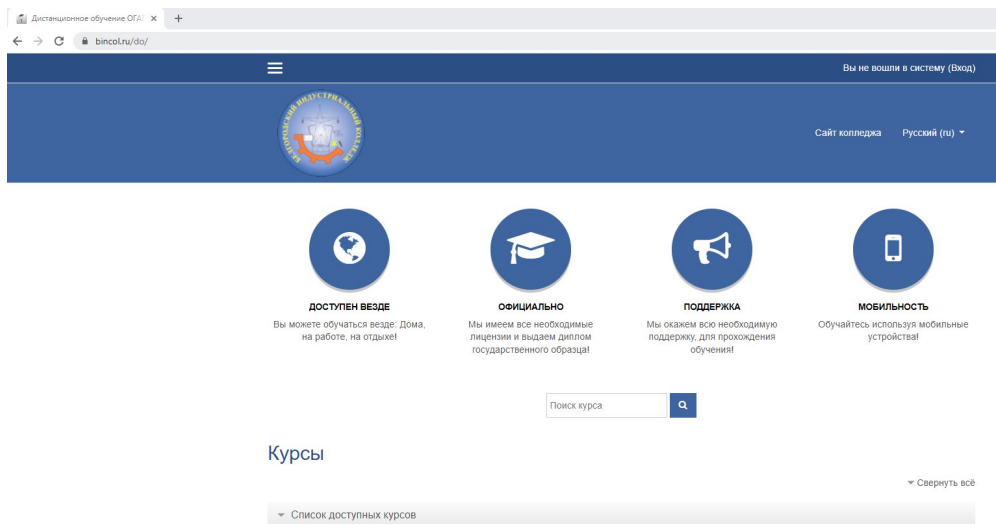 Дистанционное обучение ОГА
bincol.ru/do/
Вы не вошли в систему (Вход)
БЕЛГОРОДСКИЙ ИНДУСТРИАЛЬНЫЙ КОЛЛЕД�ж
Сайт колледжа Русский (ru)
ДОСТУПЕН ВЕЗДЕ
Вы можете обучаться везде: Дома,
на работе, на отдыхе!
ОФИЦИАЛЬНО
Мы имеем все необходимые
лицензии и выдаем диплом
государственного образца!
ПОДДЕРЖКА
Мы окажем всю необходимую
поддержку, для прохождения
обучения!
МОБИЛЬНОСТЬ
Обучайтесь используя мобильные
устройства!
Поиск курса
Курсы
Свернуть всё
Список доступных курсов